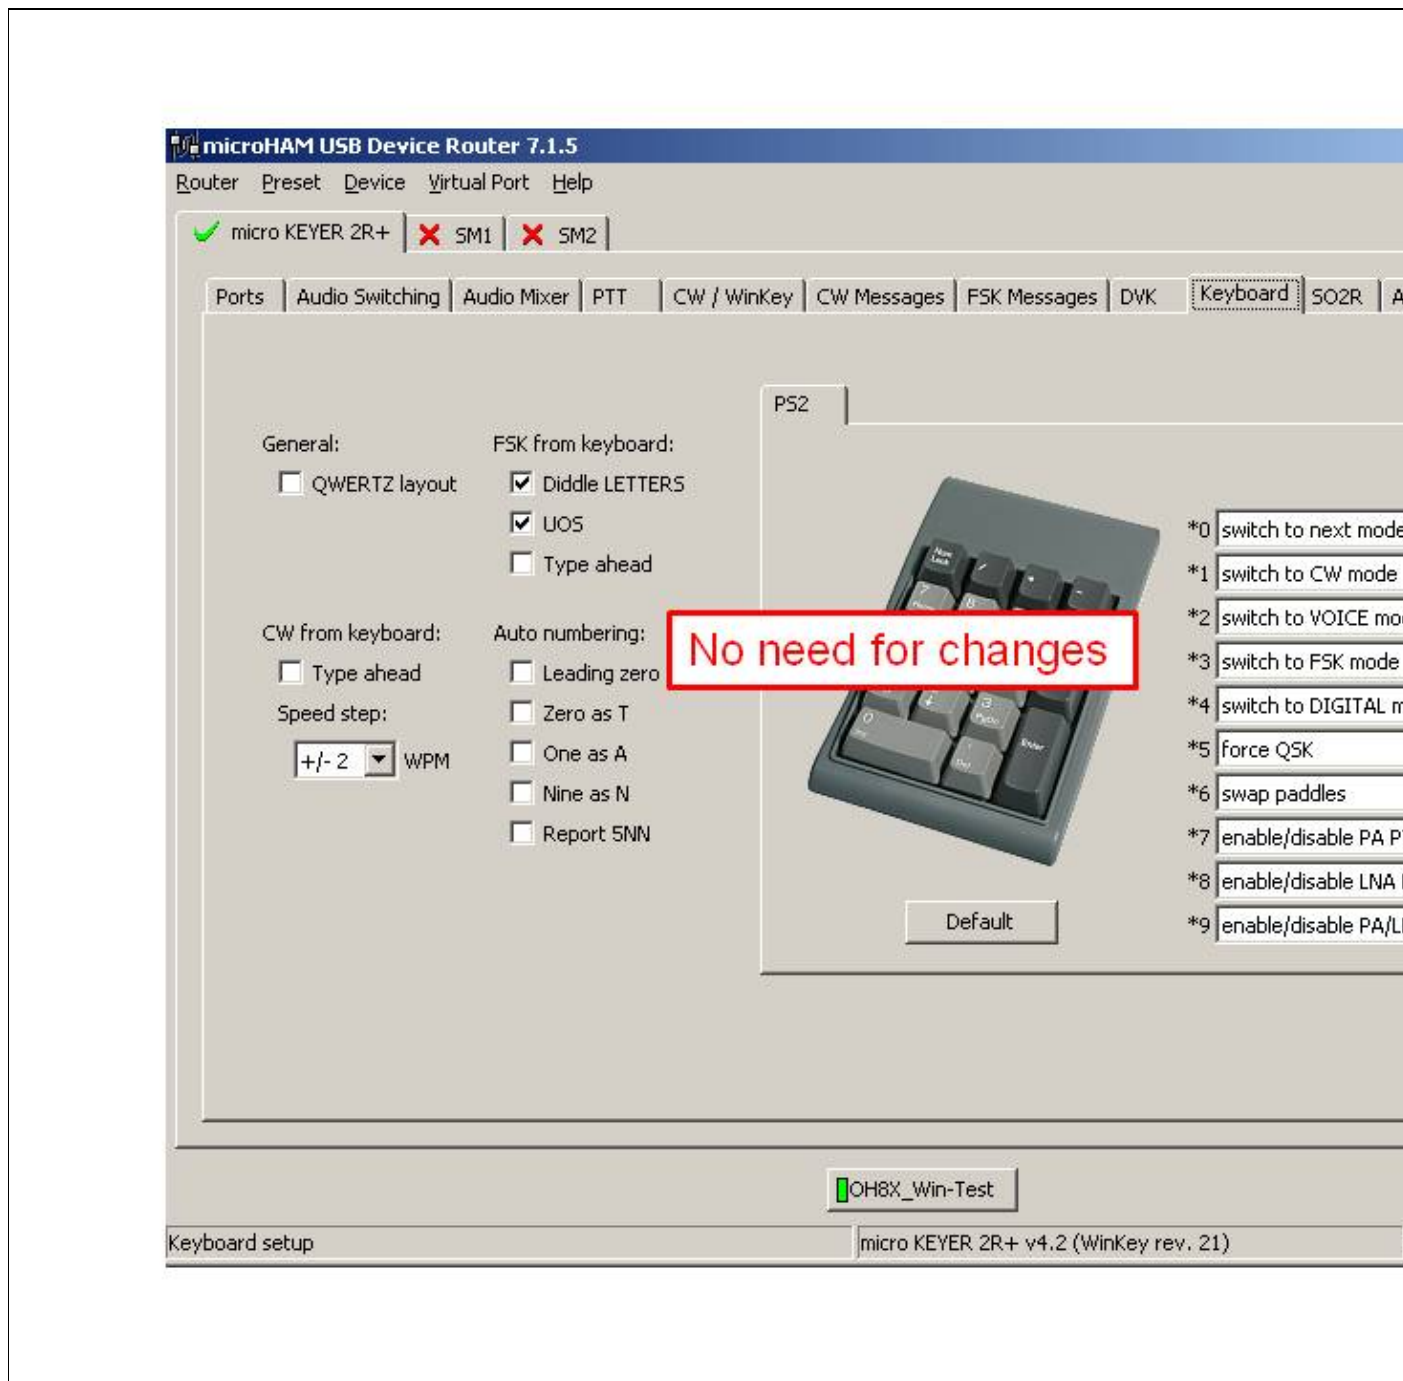 microHAM USB Device Router 7.1.5
Router Preset Device Virtual Port Help
micro KEYER 2R+ SM1 SM2
Ports Audio Switching Audio Mixer PTT CW / WinKey CW Messages FSK Messages DVK Keyboard SO2R A
PS2
General:
QWERTZ layout
FSK from keyboard:
Diddle LETTERS
UOS
Type ahead
CW from keyboard:
Type ahead
Speed step:
+/- 2 WPM
Auto numbering:
Leading zero
Zero as T
One as A
Nine as N
Report 5NN
No need for changes
Default
*0 switch to next mode
*1 switch to CW mode
*2 switch to VOICE mo
*3 switch to FSK mode
*4 switch to DIGITAL m
*5 force QSK
*6 swap paddles
*7 enable/disable PA P
*8 enable/disable LNA
*9 enable/disable PA/L
OH8X_Win-Test
Keyboard setup
micro KEYER 2R+ v4.2 (WinKey rev. 21)